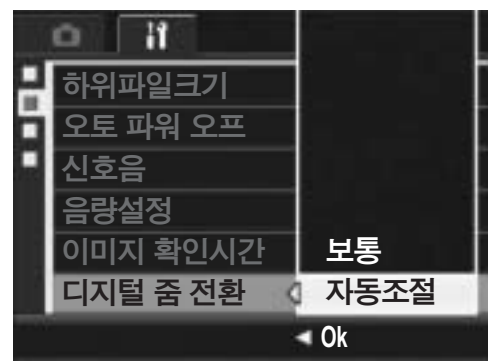 하위파일크기
오토 파워 오프
신호음
음량설정
이미지 확인시간 보통
디지털 줌 전환 자동조절
Ok